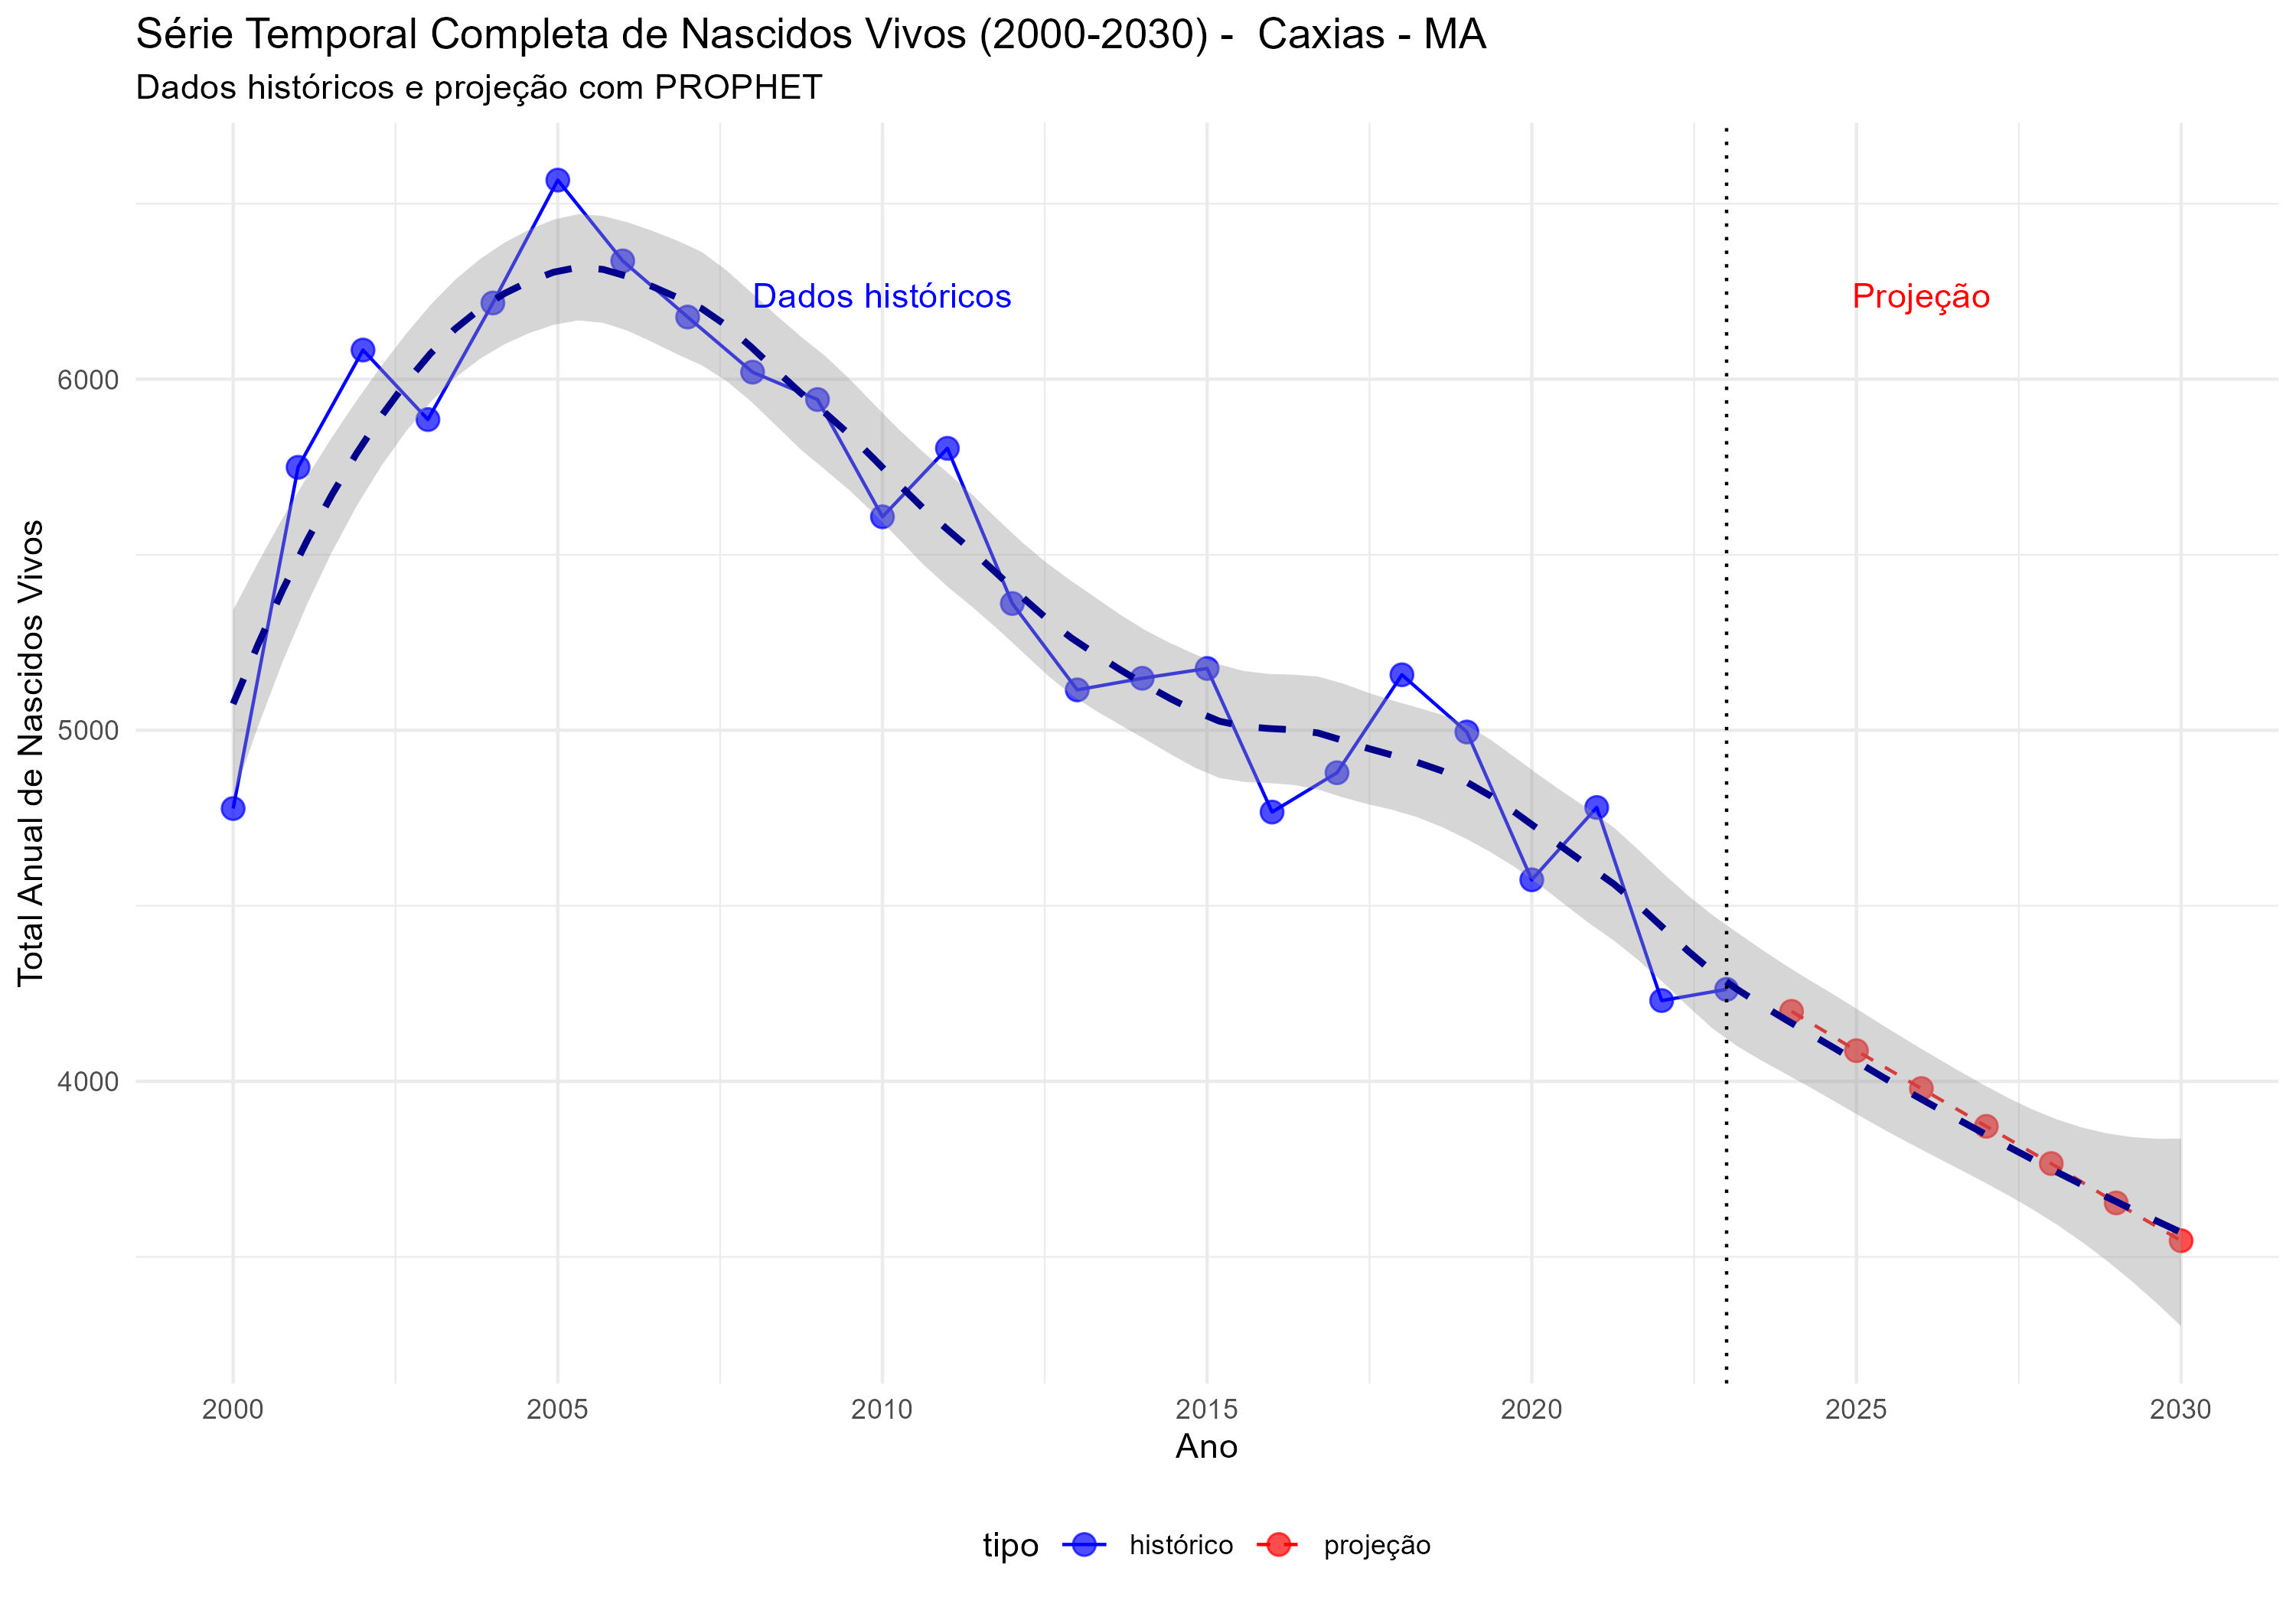 Série Temporal Completa de Nascidos Vivos (2000-2030) -  Caxias - MA
Dados históricos e projeção com PROPHET
Total Anual de Nascidos Vivos
6000
5000
4000
Dados históricos
Projeção
2000
2005
2010
2015
2020
2025
2030
Ano
tipo
histórico
projeção